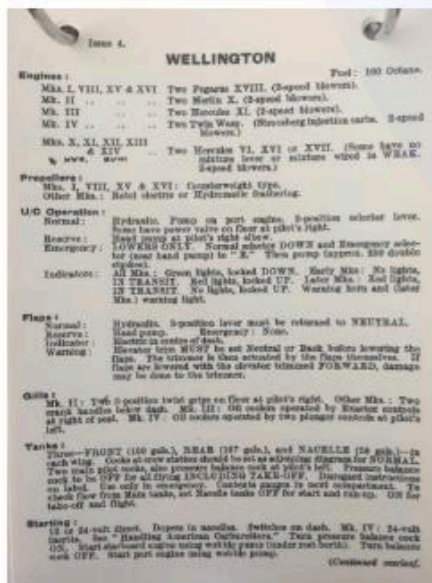 Issue 4.
WELLINGTON
Fuel: 100 Octane.
Engines:
Mks. I, VIII, XV & XVI Two Pegasus XVIII. (2-speed blowers).
Mk. II .. .. .. Two Merlin X. (2-speed blowers).
Mk. III .. .. Two Hercules XI. (2-speed blowers).
Mk. IV .. .. .. Two Twin Wasp. (Stromberg injection carbs. 2-speed
blowers.)
Mks. X, XI, XII, XIII
& XIV .. Two Hercules VI, XVI or XVII. (Some have no
mixture lever or mixture wired in WEAK.
2-speed blowers.)
Propellers:
Mks. I, VIII, XV & XVI: Counterweight type.
Other Mks.: Rotol electric or Hydromatic feathering.
U/C Operation:
Normal: Hydraulic. Pump on port engine, 3-position selector lever.
Some have power valve on floor at pilot's right.
Reserve: Hand pump at pilot's right elbow.
Emergency: LOWERS ONLY. Normal selector DOWN and Emergency selec-
tor (near hand pump) to "E." Then pump (approx. double
strokes).
Indicators: All Mks.: Green lights, locked DOWN. Early Mks.: No lights,
IN TRANSIT. Red lights, locked UP. Later Mks.: Red lights,
IN TRANSIT. No lights, locked UP. Warning horn and (later
Mks.) warning light.
Flaps:
Normal: Hydraulic. 3-position lever must be returned to NEUTRAL.
Reserve: Hand pump. Emergency: None.
Indicator: Electric in centre of dash.
Warning: Elevator trim MUST be set Neutral or Back before lowering the
flaps. The trimmer is then actuated by the flaps themselves. If
flaps are lowered with the elevator trimmed FORWARD, damage
may be done to the trimmer.
Gills:
Mk. II: Two 3-position twist grips on floor at pilot's right. Other Mks.: Two
crank handles below dash. Mk. III: Oil coolers operated by Exactor controls
at right of seat. Mk. IV: Oil coolers operated by two plunger controls at pilot's
left.
Tanks:
Three—FRONT (150 gals.), REAR (167 gals.), and NACELLE (58 gals.)—in
each wing. Cocks at crew station should be set as per diagram for NORMAL.
Two main pilot cocks, also pressure balance cock at pilot's left. Pressure balance
cock to be OFF for all flying INCLUDING TAKE-OFF. Disregard instructions
on label. Use only in emergency. Controls in next compartment. To
check flow from Main tanks, set Nacelle tanks OFF for start and run-up. ON for
take-off and flight.
Starting:
12 or 24-volt direct. Dopers in nacelles. Switches on dash. Mk. IV: 24-volt
inertia. See "Handling American Carburetters." Turn pressure balance cock
ON. Start starboard engine using wobble pump (under rest berth). Turn balance
cock OFF. Start port engine using wobble pump.
(Continued overleaf.